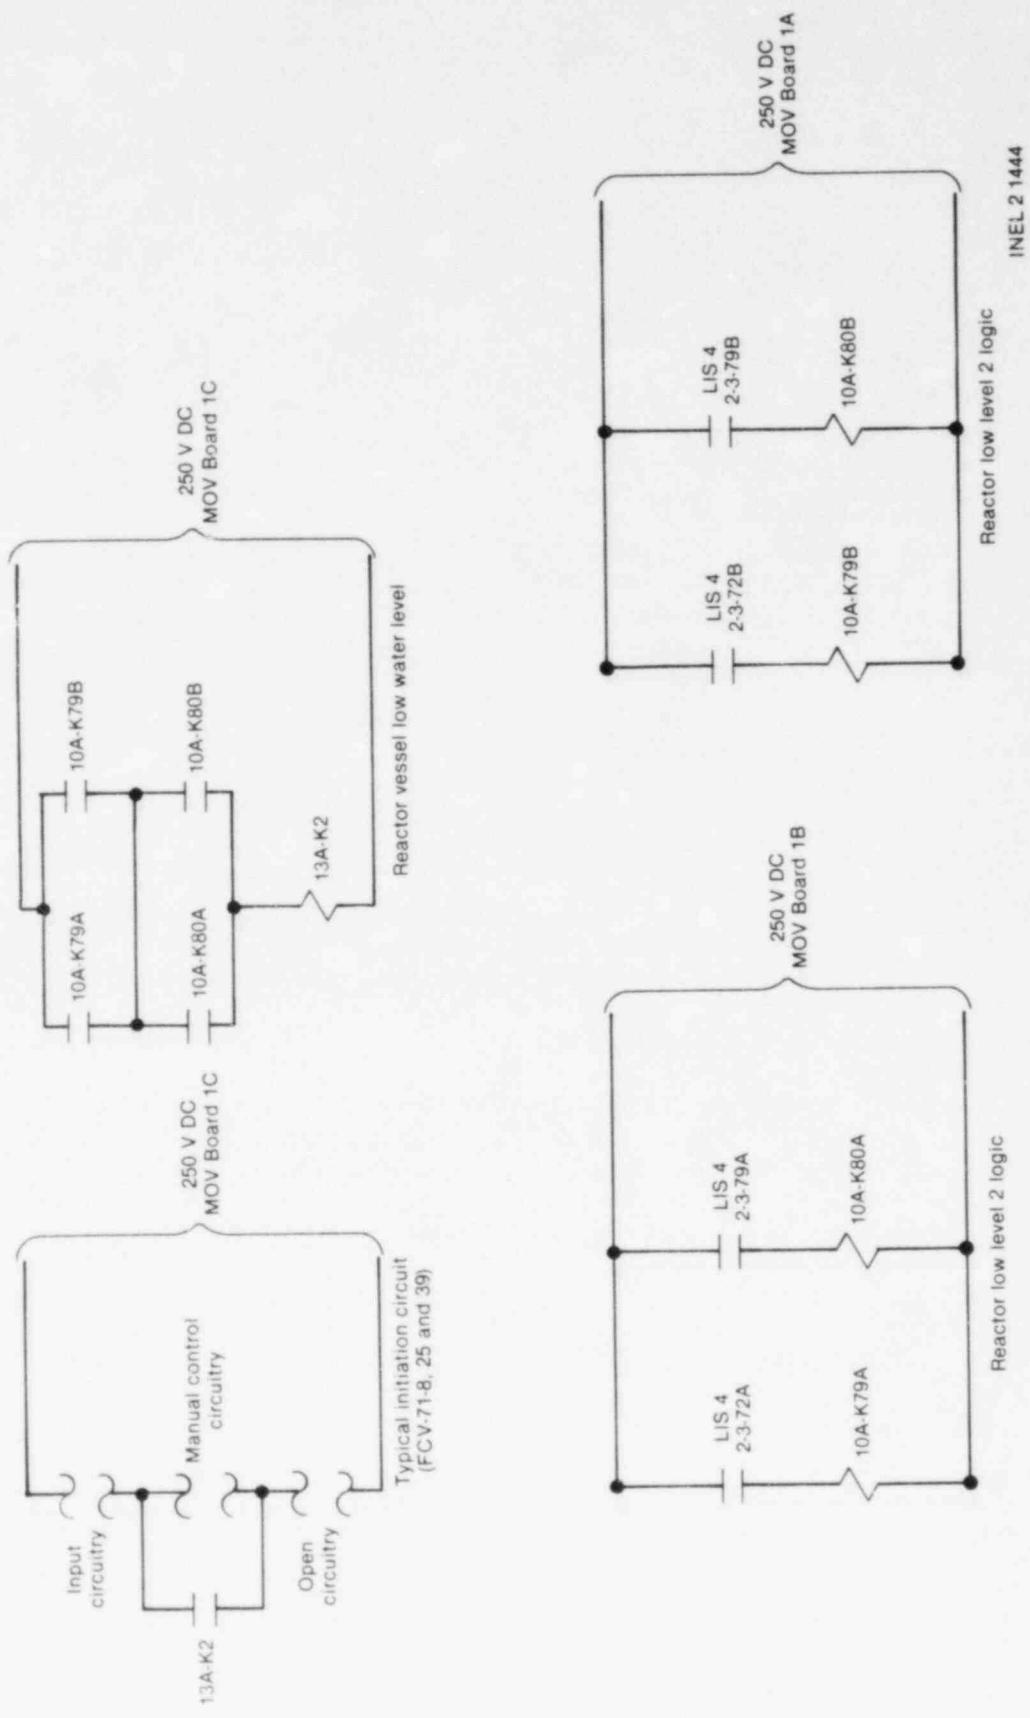 13A-K2
Input
circuitry
Manual control
circuitry
Open
circuitry
250 V DC
MOV Board 1C
Typical initiation circuit
(FCV-71-8, 25 and 39)
10A-K79A
10A-K79B
10A-K80A
10A-K80B
13A-K2
250 V DC
MOV Board 1C
Reactor vessel low water level
LIS 4
2-3-72A
LIS 4
2-3-79A
10A-K79A
10A-K80A
250 V DC
MOV Board 1B
Reactor low level 2 logic
LIS 4
2-3-72B
LIS 4
2-3-79B
10A-K79B
10A-K80B
250 V DC
MOV Board 1A
Reactor low level 2 logic
INEL 2 1444